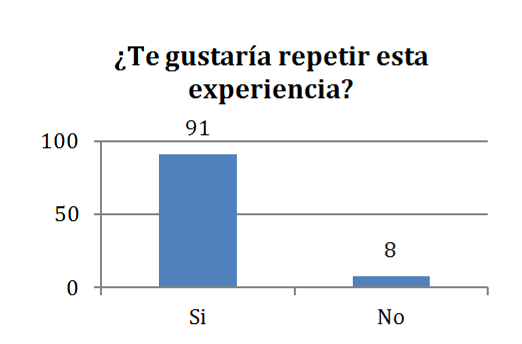 ¿Te gustaría repetir esta
experiencia?
91
100
50
8
0
Si
No